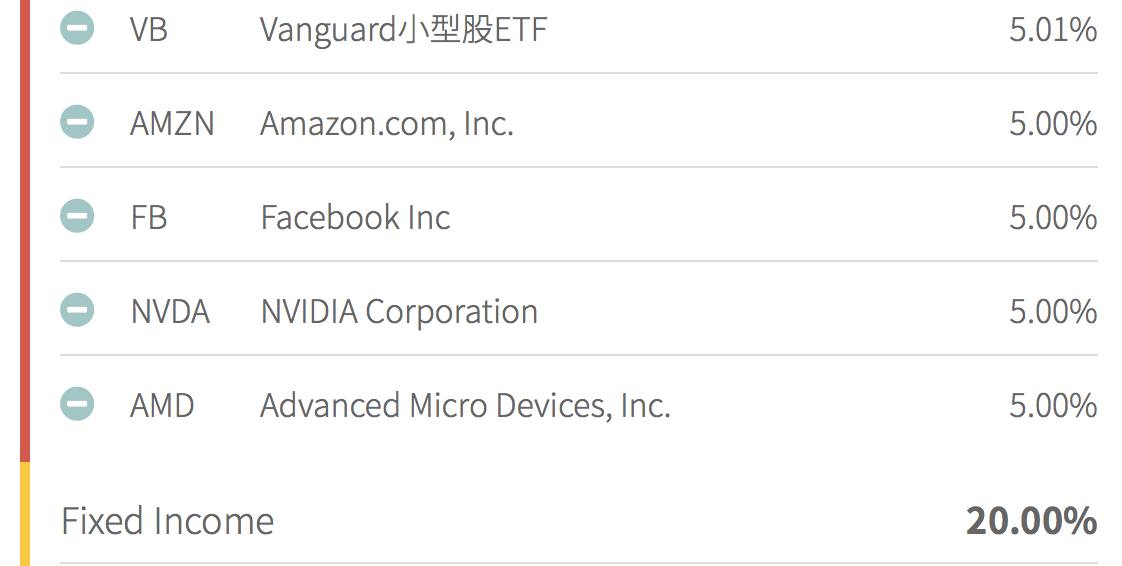 VB Vanguard小型股ETF 5.01%
AMZN Amazon.com, Inc. 5.00%
FB Facebook Inc 5.00%
NVDA NVIDIA Corporation 5.00%
AMD Advanced Micro Devices, Inc. 5.00%
Fixed Income 20.00%